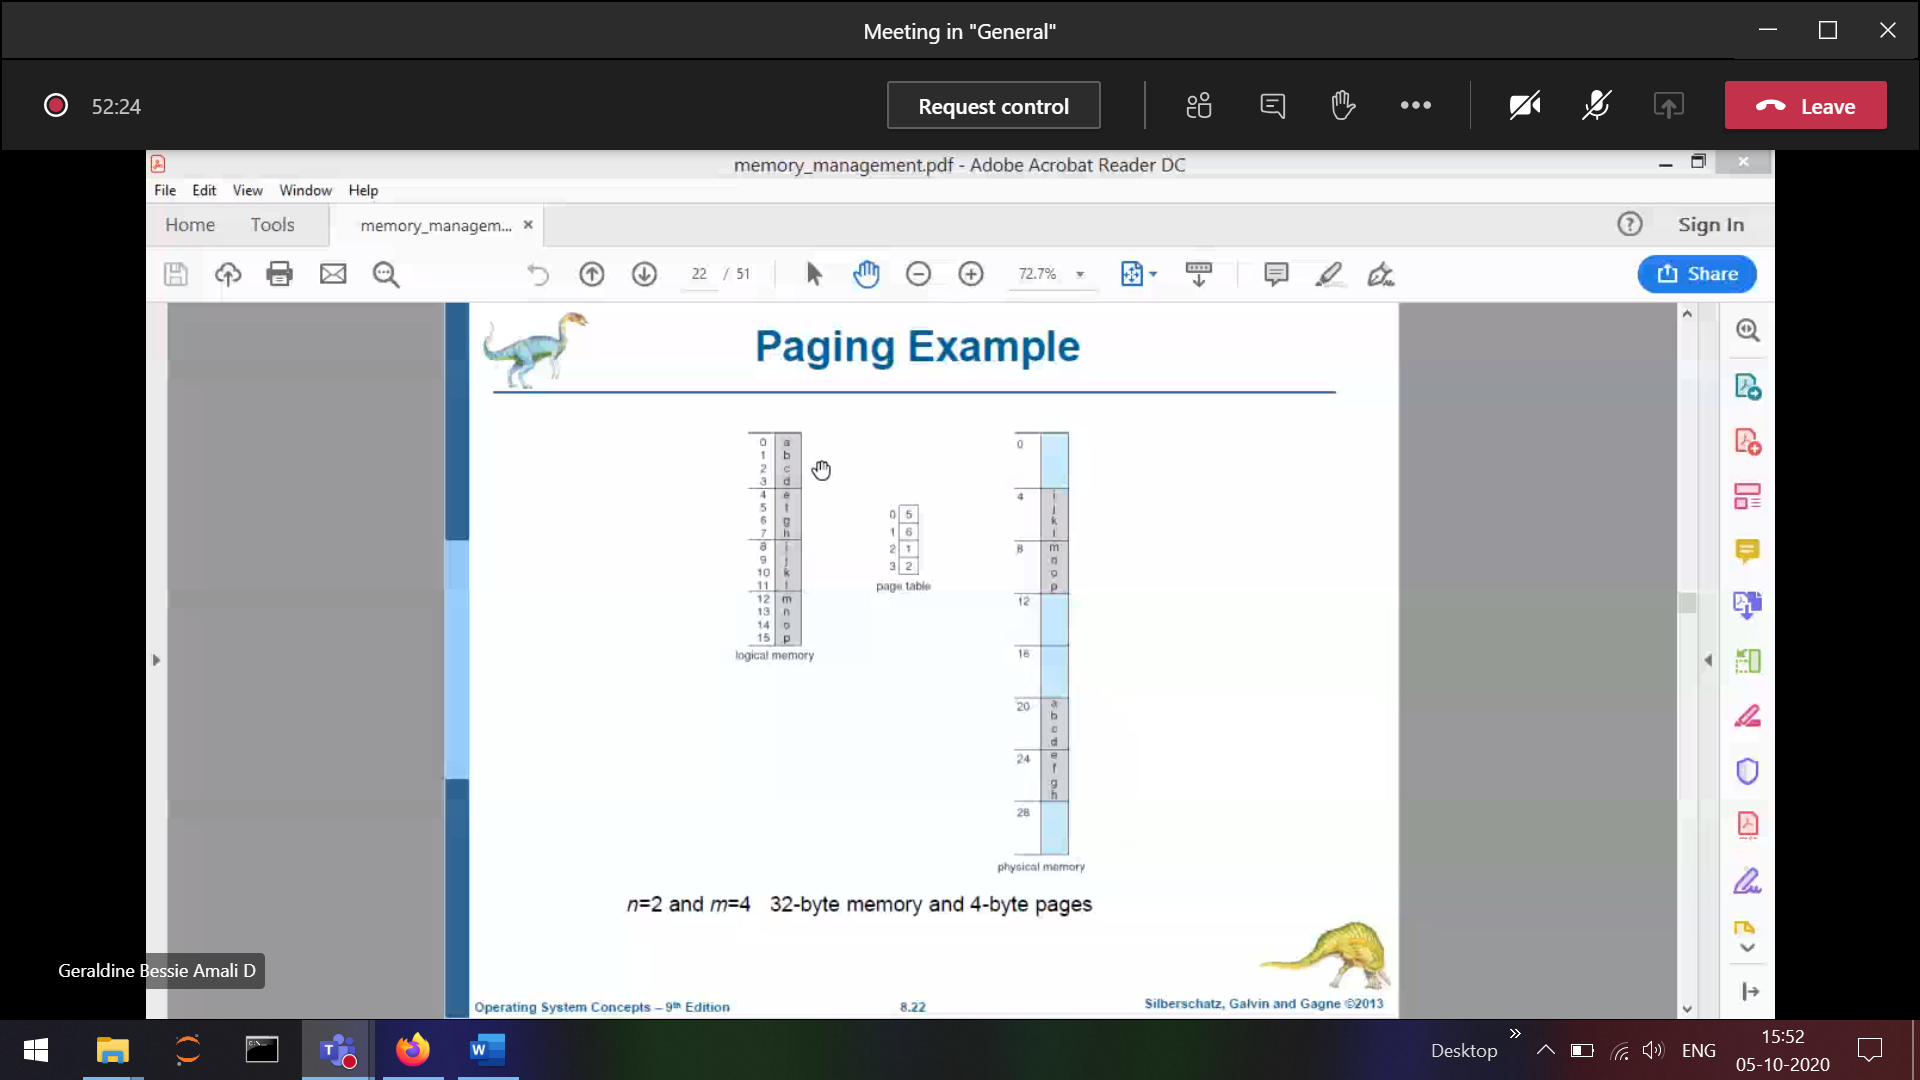 Meeting in "General"
52:24
Request control
Leave
memory_management.pdf - Adobe Acrobat Reader DC
File Edit View Window Help
Home Tools memory_managem... ×
Sign In
22 / 51
72.7%
Share
Paging Example
0 a
1 b
2 c
3 d
4 e
5 f
6 g
7 h
8 i
9 j
10 k
11 l
12 m
13 n
14 o
15 p
logical memory
0 5
1 6
2 1
3 2
page table
0
4 i
j
k
l
8 m
n
o
p
12
16
20 a
b
c
d
24 e
f
g
h
28
physical memory
n=2 and m=4 32-byte memory and 4-byte pages
Geraldine Bessie Amali D
Operating System Concepts – 9th Edition
8.22
Silberschatz, Galvin and Gagne ©2013
Desktop
ENG
15:52
05-10-2020